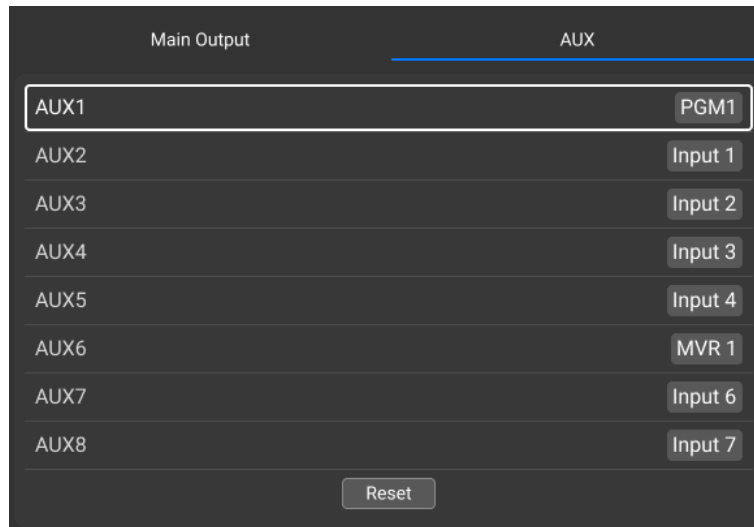 Main Output AUX
AUX1 PGM1
AUX2 Input 1
AUX3 Input 2
AUX4 Input 3
AUX5 Input 4
AUX6 MVR 1
AUX7 Input 6
AUX8 Input 7
Reset